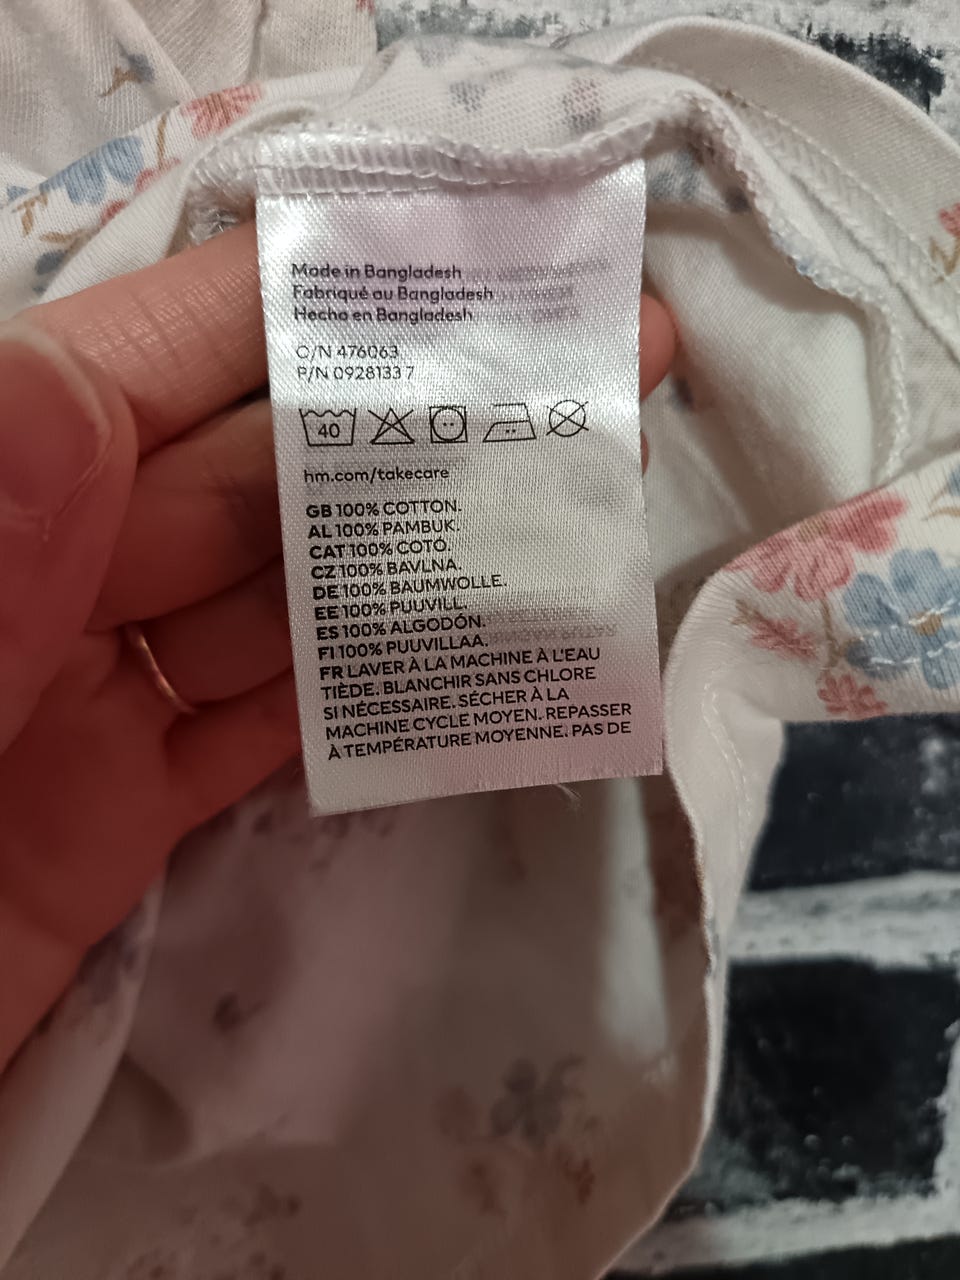 Made in Bangladesh
Fabriqué au Bangladesh
Hecho en Bangladesh
O/N 476063
P/N 0928133 7
40
hm.com/takecare
GB 100% COTTON.
AL 100% PAMBUK.
CAT 100% COTÓ.
CZ 100% BAVLNA.
DE 100% BAUMWOLLE.
EE 100% PUUVILL.
ES 100% ALGODÓN.
FI 100% PUUVILLAA.
FR LAVER À LA MACHINE À L'EAU
TIÈDE. BLANCHIR SANS CHLORE
SI NÉCESSAIRE. SÉCHER À LA
MACHINE CYCLE MOYEN. REPASSER
À TEMPÉRATURE MOYENNE. PAS DE